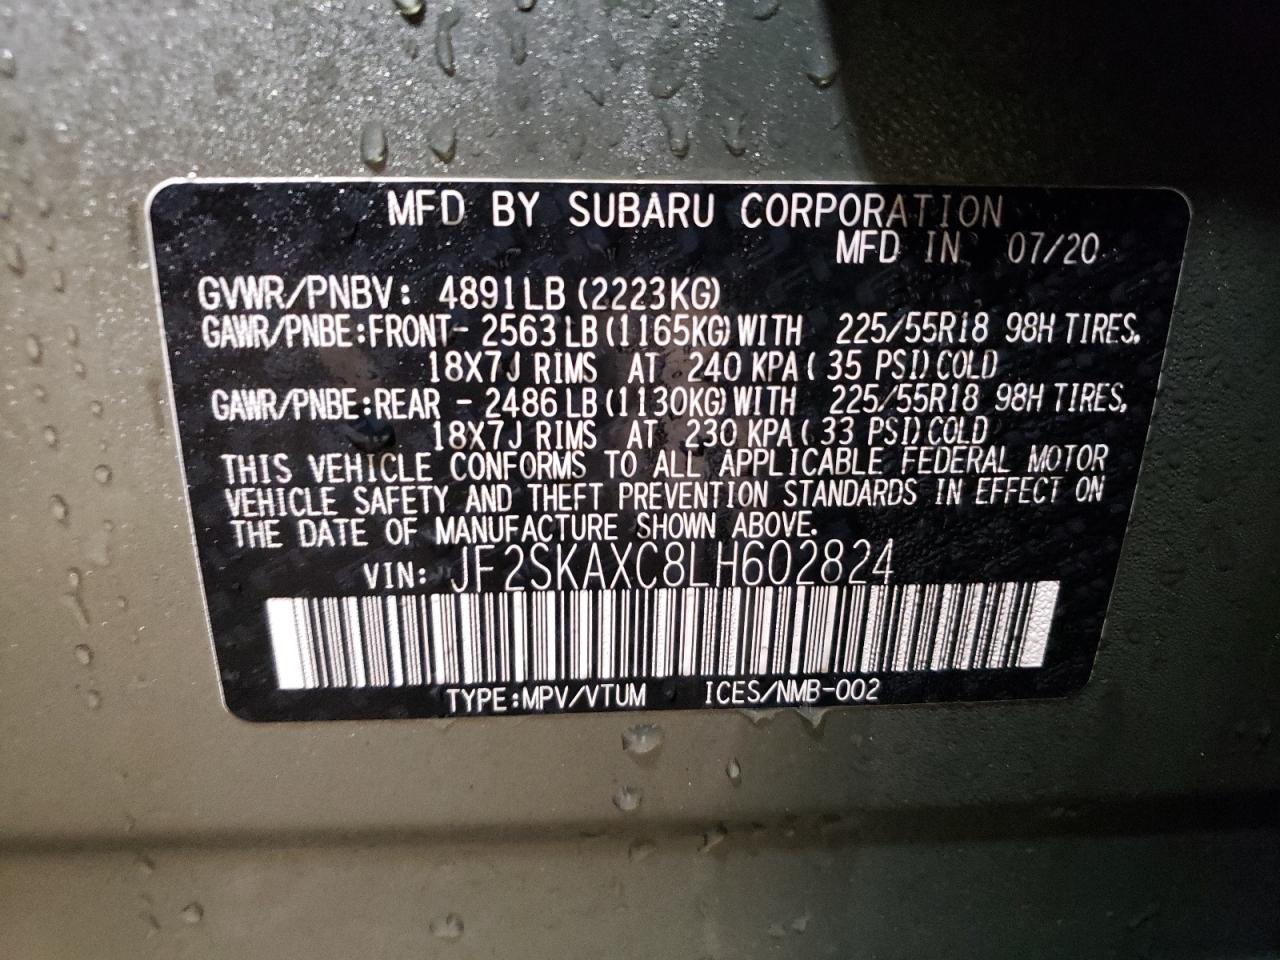 MFD BY SUBARU CORPORATION
MFD IN 07/20
GVWR/PNBV: 4891LB (2223KG)
GAWR/PNBE:FRONT- 2563 LB (1165KG) WITH 225/55R18 98H TIRES.
18X7J RIMS AT 240 KPA ( 35 PSI) COLD
GAWR/PNBE:REAR - 2486 LB (1130KG) WITH 225/55R18 98H TIRES.
18X7J RIMS AT 230 KPA ( 33 PSI) COLD
THIS VEHICLE CONFORMS TO ALL APPLICABLE FEDERAL MOTOR
VEHICLE SAFETY AND THEFT PREVENTION STANDARDS IN EFFECT ON
THE DATE OF MANUFACTURE SHOWN ABOVE.
VIN: JF2SKAXC8LH602824
TYPE:MPV/VTUM ICES/NMB-002